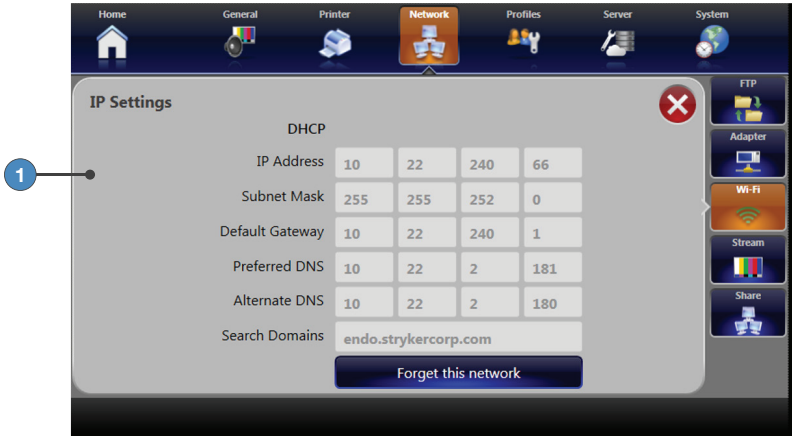 Home General Printer Network Profiles Server System
FTP
IP Settings
DHCP
Adapter
1
IP Address 10 22 240 66
Wi-Fi
Subnet Mask 255 255 252 0
Default Gateway 10 22 240 1
Stream
Preferred DNS 10 22 2 181
Alternate DNS 10 22 2 180
Share
Search Domains endo.strykercorp.com
Forget this network